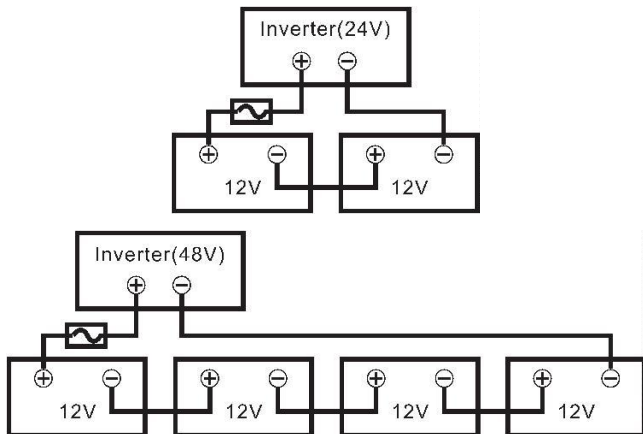 Inverter(24V)
+ −
+ − + −
12V 12V
Inverter(48V)
+ −
+ − + − + − + −
12V 12V 12V 12V